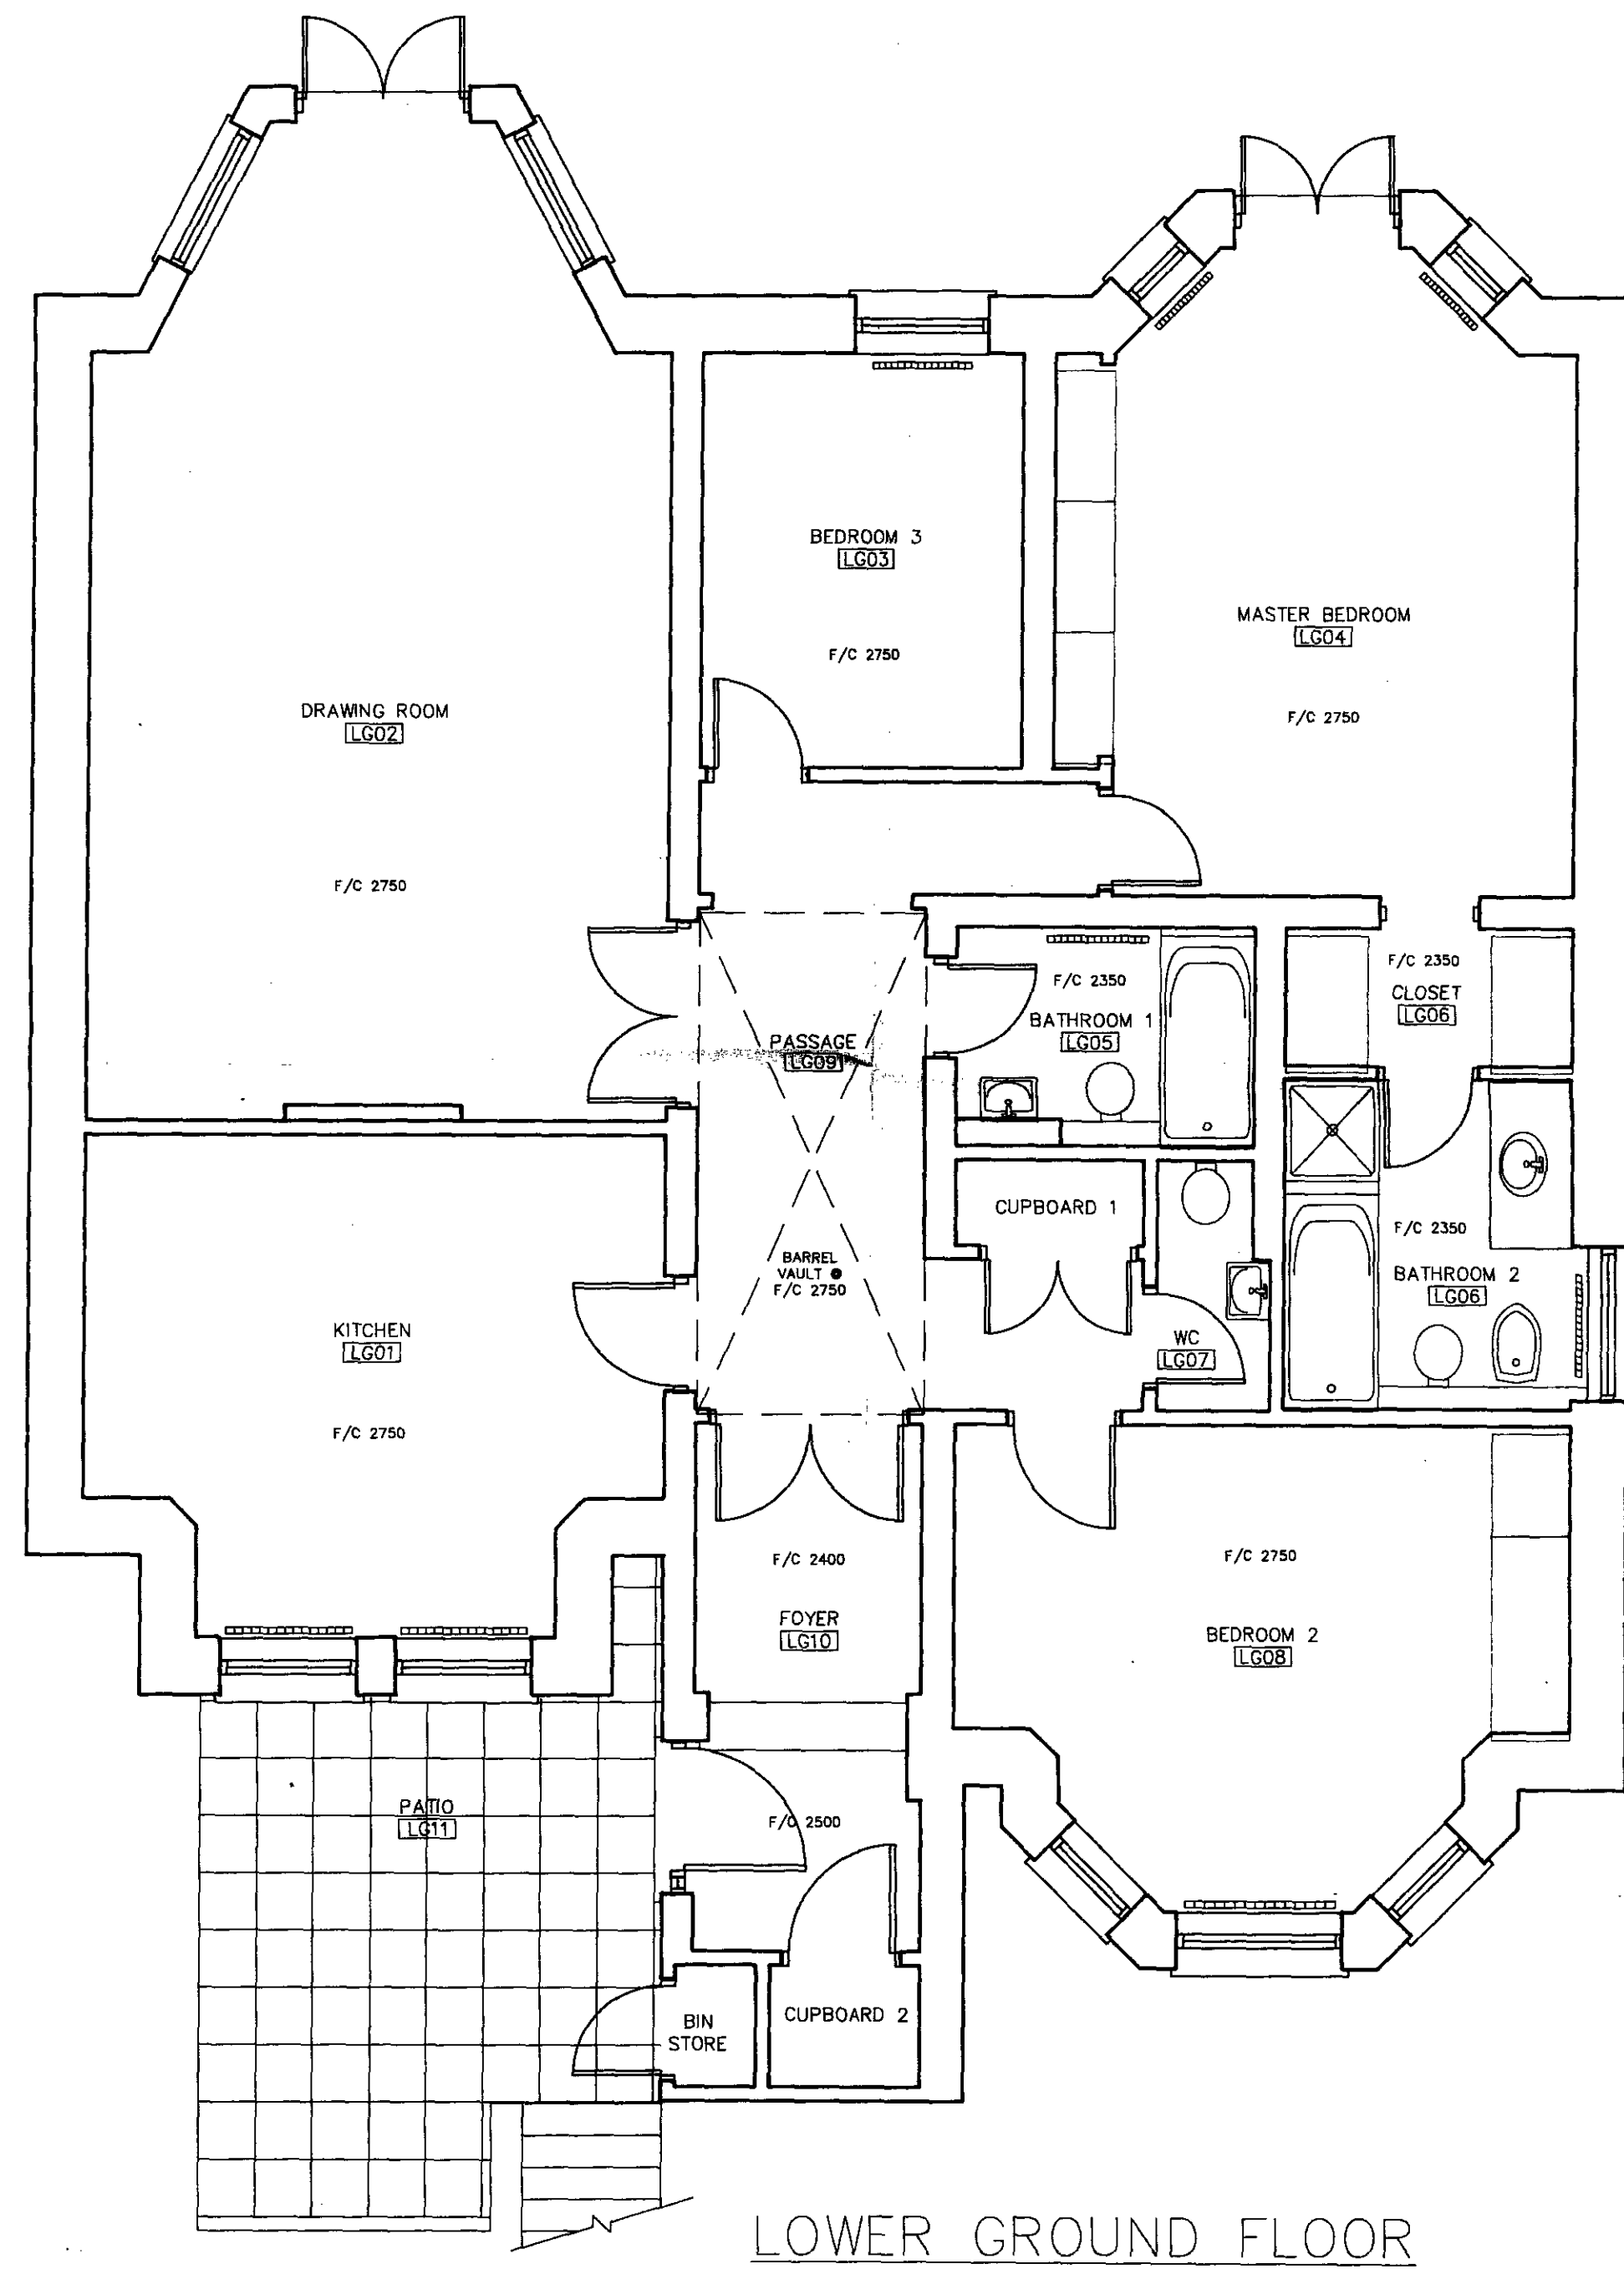 BEDROOM 3
LG03
F/C 2750
MASTER BEDROOM
LG04
F/C 2750
DRAWING ROOM
LG02
F/C 2750
F/C 2350
CLOSET
LG06
F/C 2350
BATHROOM 1
LG05
PASSAGE
LG09
CUPBOARD 1
F/C 2350
BATHROOM 2
LG06
BARREL
VAULT @
F/C 2750
WC
LG07
KITCHEN
LG01
F/C 2750
F/C 2400
FOYER
LG10
F/C 2750
BEDROOM 2
LG08
PATIO
LG11
F/C 2500
BIN
STORE
CUPBOARD 2
LOWER GROUND FLOOR